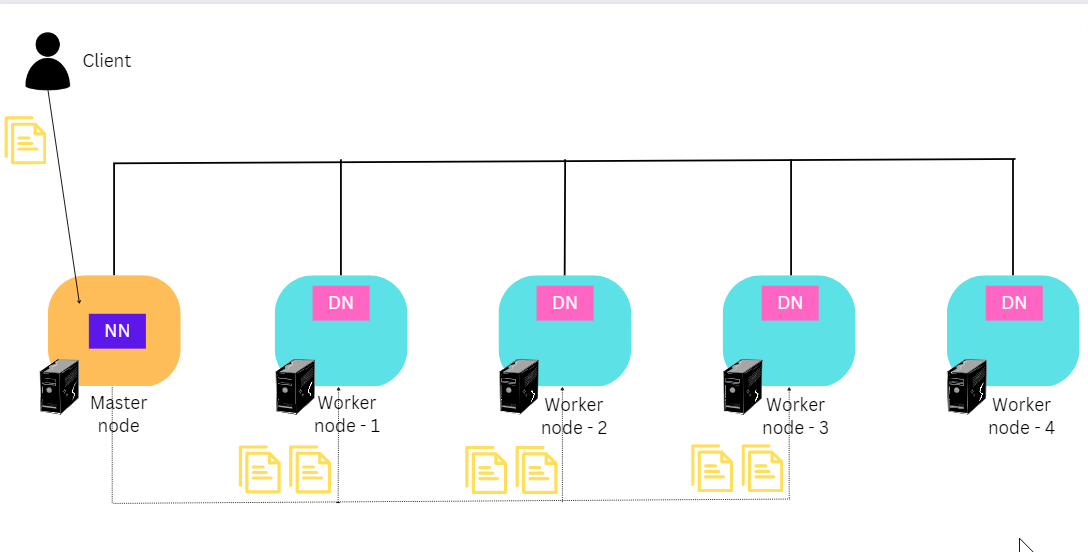 Client
NN
DN
DN
DN
DN
Master
node
Worker
node - 1
Worker
node - 2
Worker
node - 3
Worker
node - 4